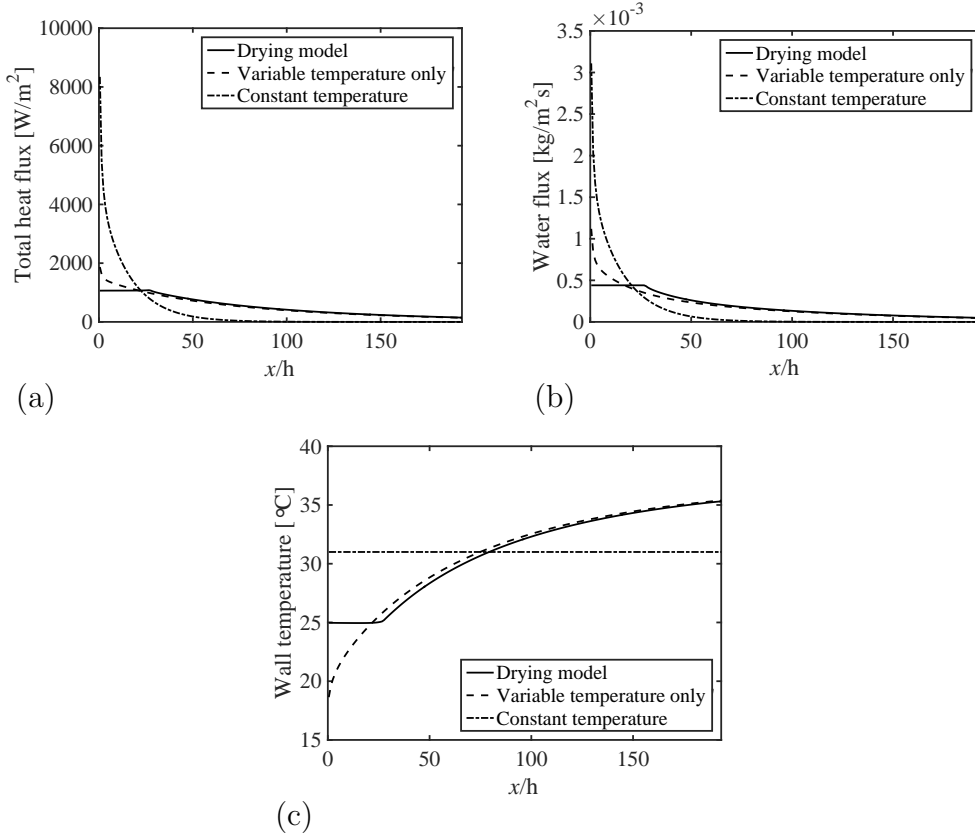 10000
8000
6000
4000
2000
0
Total heat flux [W/m²]
Drying model
Variable temperature only
Constant temperature
0 50 100 150
x/h
(a)
×10⁻³
3.5
3
2.5
2
1.5
1
0.5
0
Water flux [kg/m²s]
Drying model
Variable temperature only
Constant temperature
0 50 100 150
x/h
(b)
40
35
30
25
20
15
Wall temperature [°C]
Drying model
Variable temperature only
Constant temperature
0 50 100 150
x/h
(c)